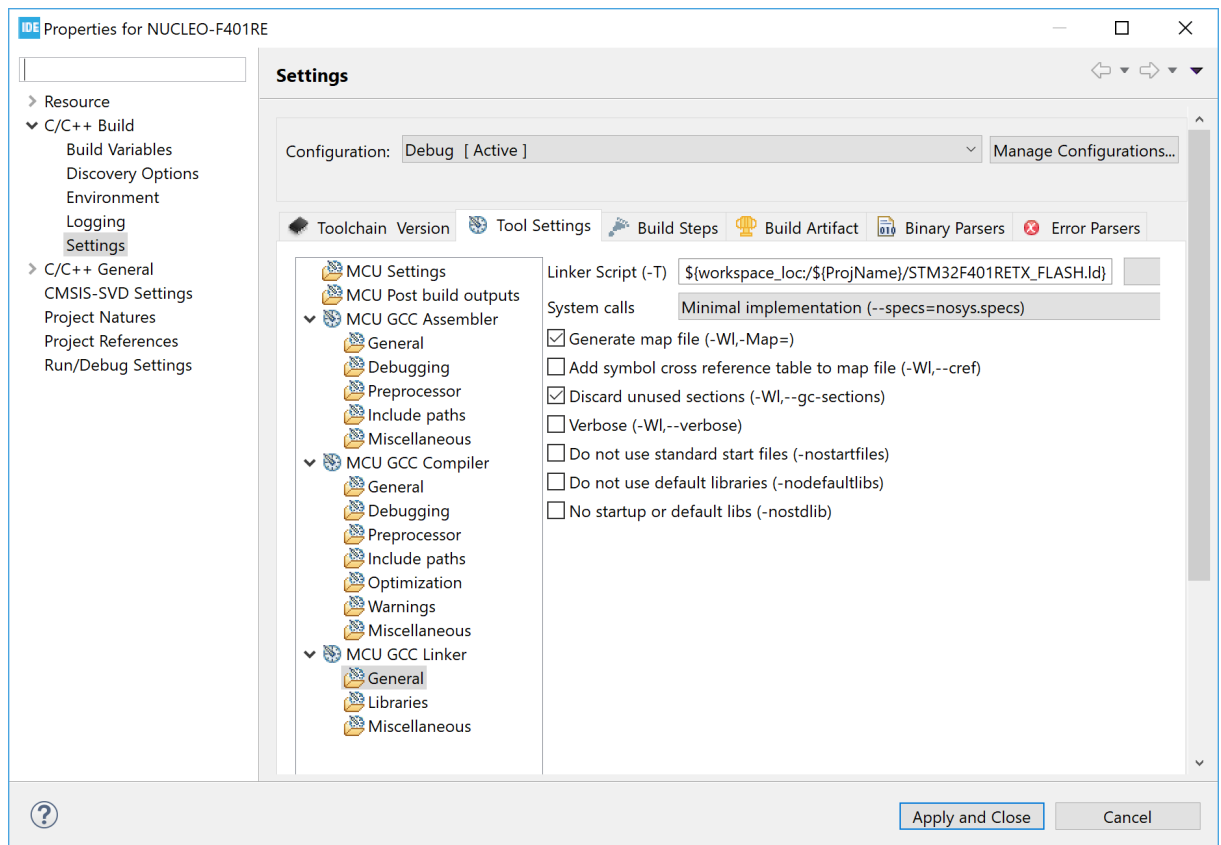 IDE Properties for NUCLEO-F401RE
Settings
Resource
C/C++ Build
Build Variables
Discovery Options
Environment
Logging
Settings
C/C++ General
CMSIS-SVD Settings
Project Natures
Project References
Run/Debug Settings
Configuration: Debug [ Active ] Manage Configurations...
Toolchain Version Tool Settings Build Steps Build Artifact 010 Binary Parsers Error Parsers
MCU Settings
MCU Post build outputs
MCU GCC Assembler
General
Debugging
Preprocessor
Include paths
Miscellaneous
MCU GCC Compiler
General
Debugging
Preprocessor
Include paths
Optimization
Warnings
Miscellaneous
MCU GCC Linker
General
Libraries
Miscellaneous
Linker Script (-T) ${workspace_loc:/${ProjName}/STM32F401RETX_FLASH.ld}
System calls Minimal implementation (--specs=nosys.specs)
Generate map file (-Wl,-Map=)
Add symbol cross reference table to map file (-Wl,--cref)
Discard unused sections (-Wl,--gc-sections)
Verbose (-Wl,--verbose)
Do not use standard start files (-nostartfiles)
Do not use default libraries (-nodefaultlibs)
No startup or default libs (-nostdlib)
? Apply and Close Cancel